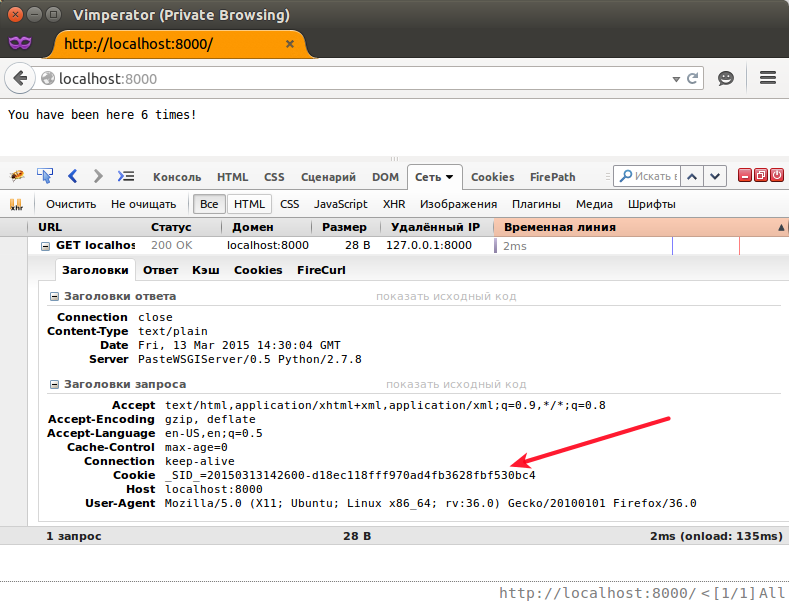 Vimperator (Private Browsing)
http://localhost:8000/ ×
localhost:8000
You have been here 6 times!
Консоль HTML CSS Сценарий DOM Сеть Cookies FirePath Искать
xhr Очистить Не очищать Все HTML CSS JavaScript XHR Изображения Плагины Медиа Шрифты
URL Статус Домен Размер Удалённый IP Временная линия
GET localhos 200 OK localhost:8000 28 B 127.0.0.1:8000 2ms
Заголовки Ответ Кэш Cookies FireCurl
Заголовки ответа показать исходный код
Connection close
Content-Type text/plain
Date Fri, 13 Mar 2015 14:30:04 GMT
Server PasteWSGIServer/0.5 Python/2.7.8
Заголовки запроса показать исходный код
Accept text/html,application/xhtml+xml,application/xml;q=0.9,*/*;q=0.8
Accept-Encoding gzip, deflate
Accept-Language en-US,en;q=0.5
Cache-Control max-age=0
Connection keep-alive
Cookie _SID_=20150313142600-d18ec118fff970ad4fb3628fbf530bc4
Host localhost:8000
User-Agent Mozilla/5.0 (X11; Ubuntu; Linux x86_64; rv:36.0) Gecko/20100101 Firefox/36.0
1 запрос 28 B 2ms (onload: 135ms)
http://localhost:8000/ <[1/1] All